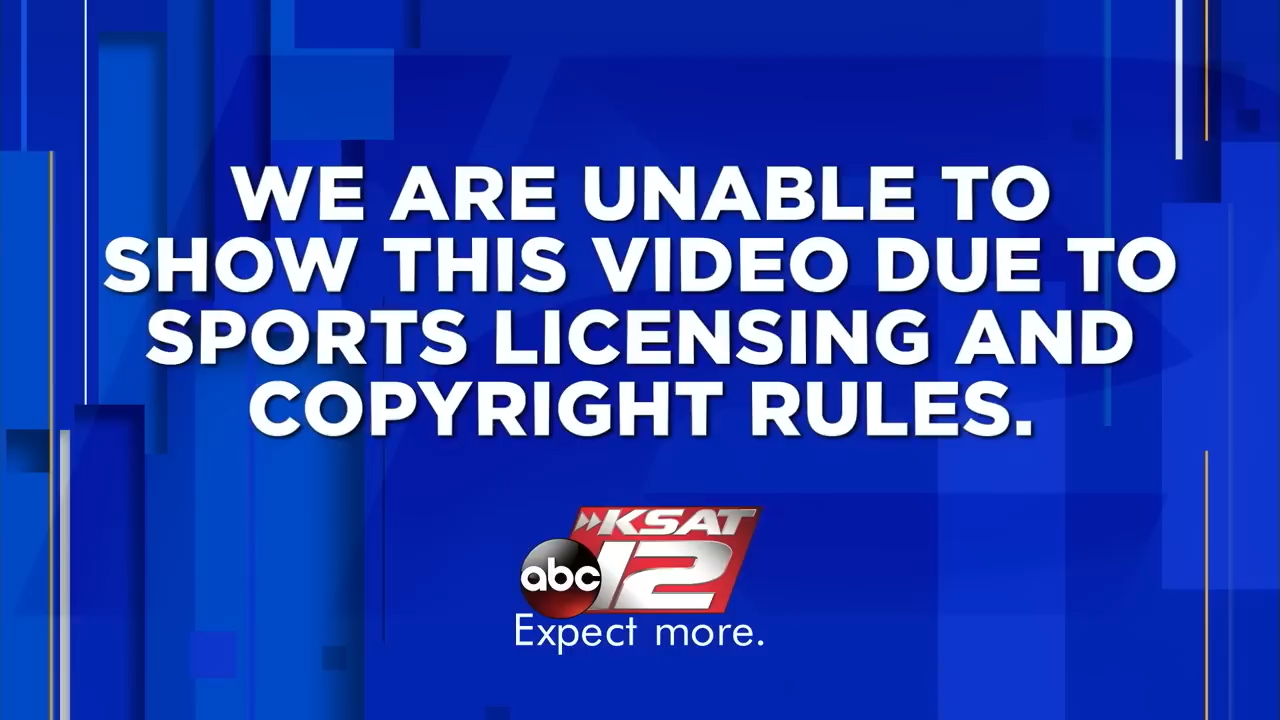 WE ARE UNABLE TO
SHOW THIS VIDEO DUE TO
SPORTS LICENSING AND
COPYRIGHT RULES.
KSAT
abc 12
Expect more.